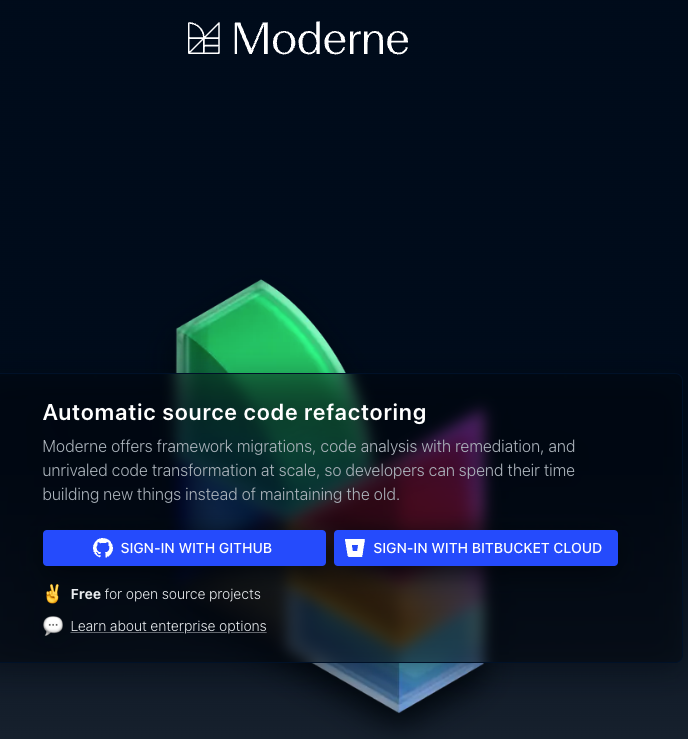 Moderne
Automatic source code refactoring
Moderne offers framework migrations, code analysis with remediation, and
unrivaled code transformation at scale, so developers can spend their time
building new things instead of maintaining the old.
SIGN-IN WITH GITHUB
SIGN-IN WITH BITBUCKET CLOUD
✌️ Free for open source projects
💬 Learn about enterprise options